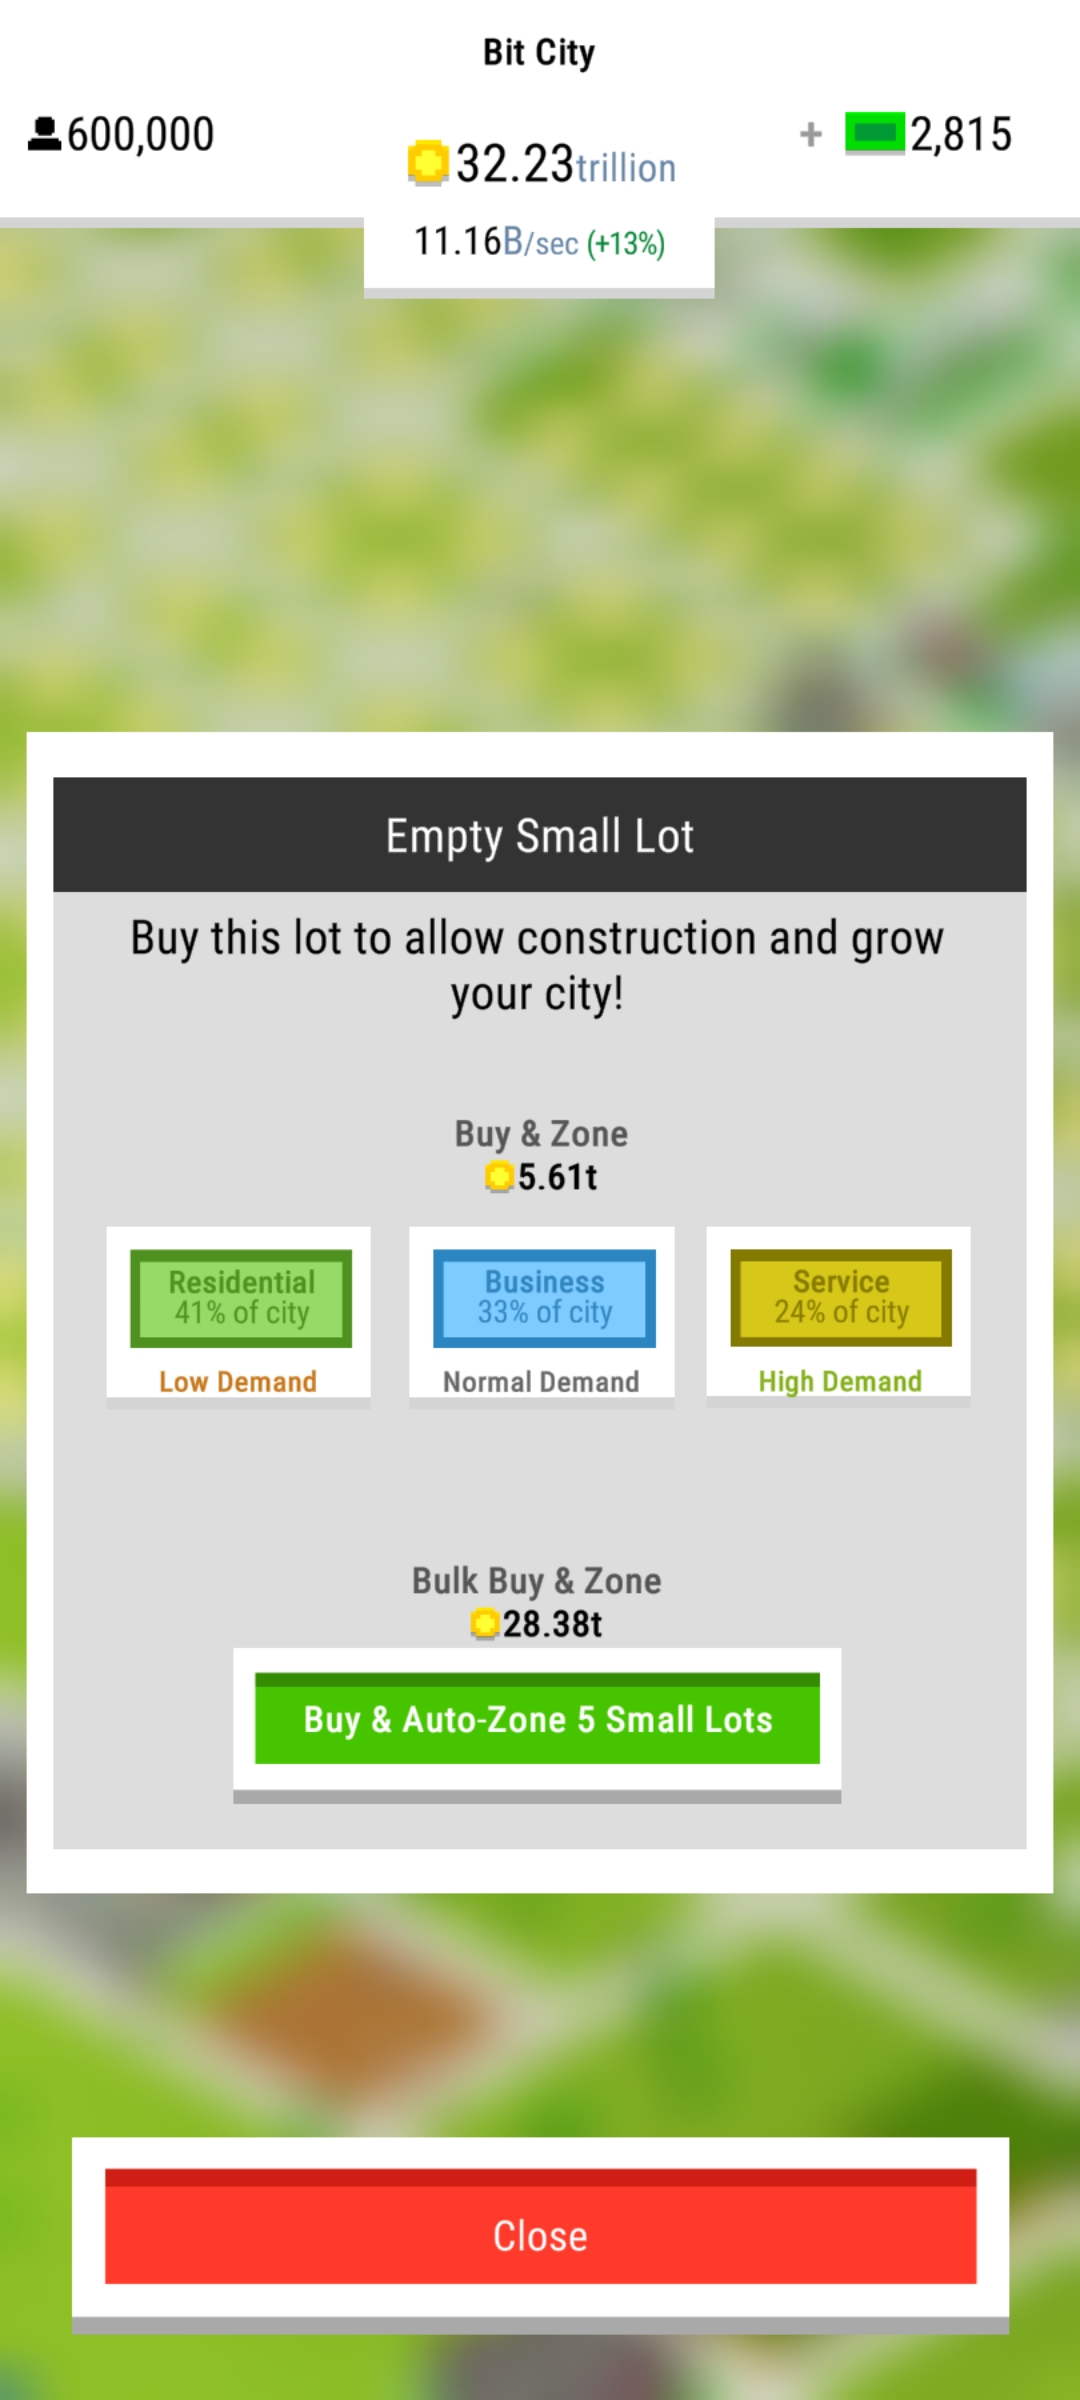 Bit City
600,000
32.23trillion
+ 2,815
11.16B/sec (+13%)
Empty Small Lot
Buy this lot to allow construction and grow
your city!
Buy & Zone
5.61t
Residential
41% of city
Low Demand
Business
33% of city
Normal Demand
Service
24% of city
High Demand
Bulk Buy & Zone
28.38t
Buy & Auto-Zone 5 Small Lots
Close